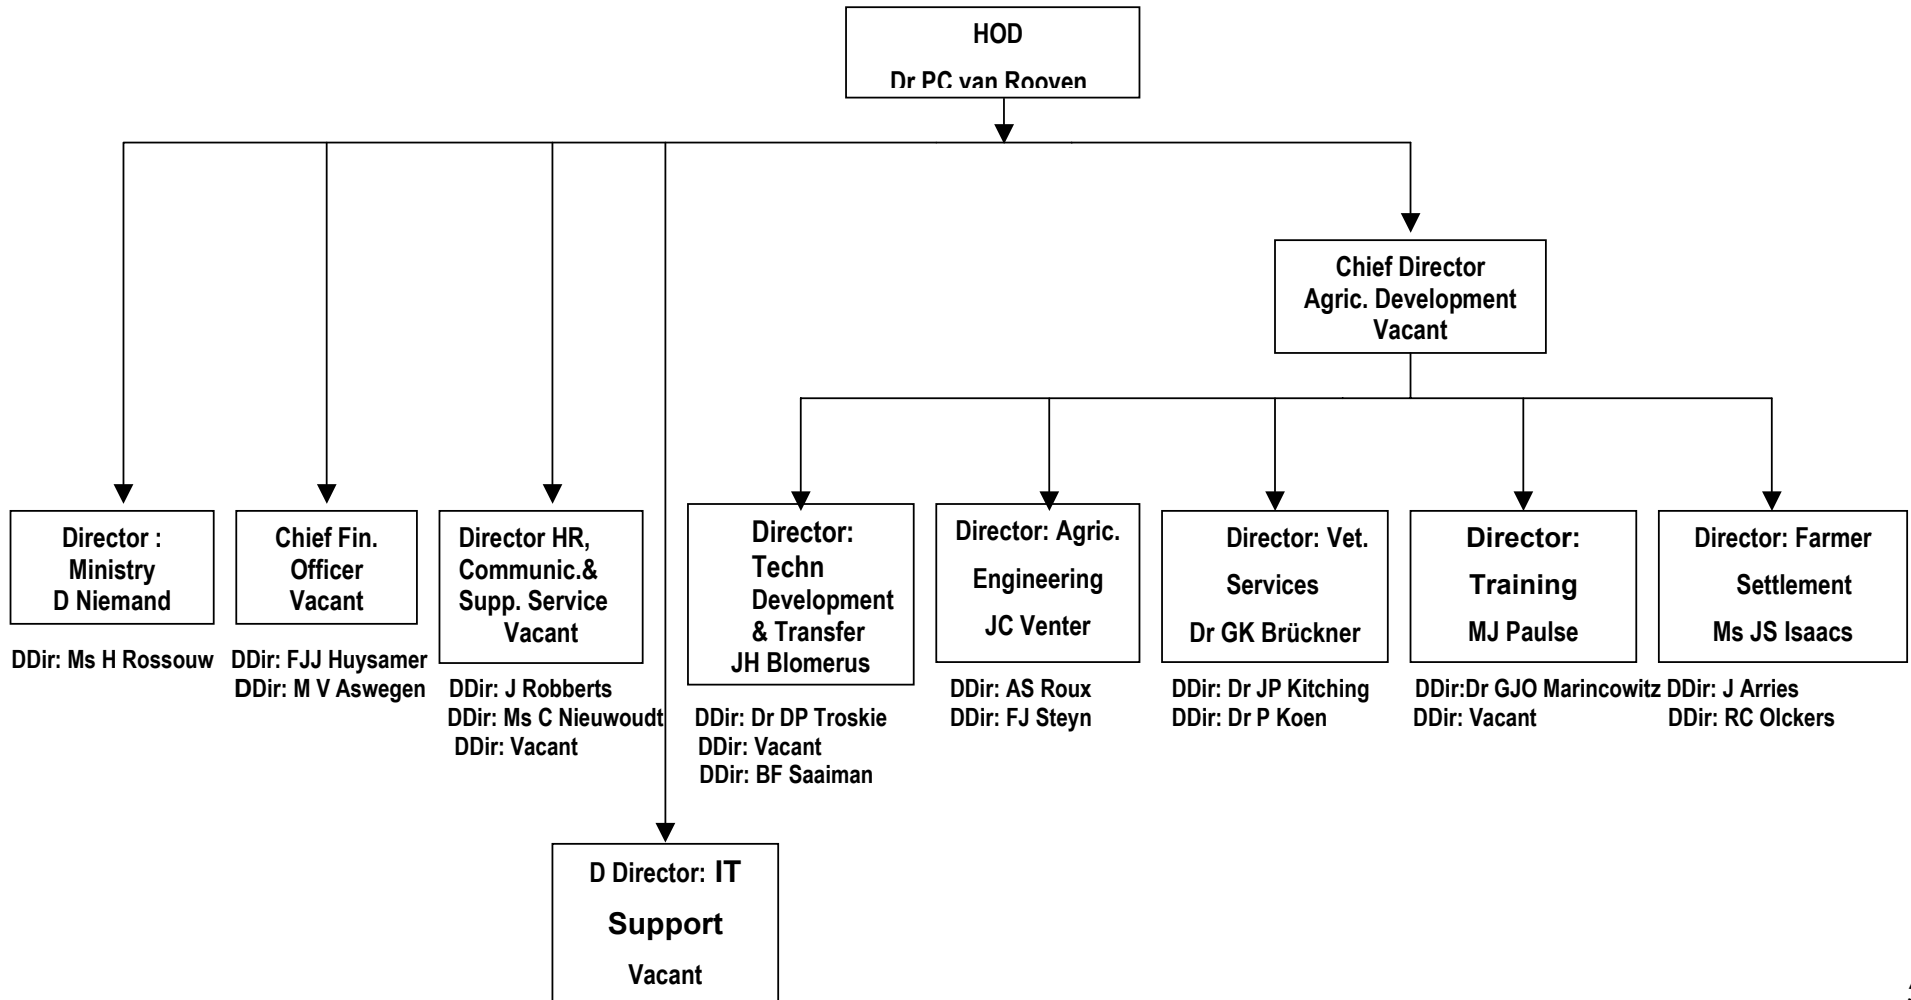 HOD
Dr PC van Rooyen
Chief Director
Agric. Development
Vacant
Director :
Ministry
D Niemand
DDir: Ms H Rossouw
Chief Fin.
Officer
Vacant
DDir: FJJ Huysamer
DDir: M V Aswegen
Director HR,
Communic.&
Supp. Service
Vacant
DDir: J Robberts
DDir: Ms C Nieuwoudt
DDir: Vacant
Director:
Techn
Development
& Transfer
JH Blomerus
DDir: Dr DP Troskie
DDir: Vacant
DDir: BF Saaiman
Director: Agric.
Engineering
JC Venter
DDir: AS Roux
DDir: FJ Steyn
Director: Vet.
Services
Dr GK Brückner
DDir: Dr JP Kitching
DDir: Dr P Koen
Director:
Training
MJ Paulse
DDir:Dr GJO Marincowitz
DDir: Vacant
Director: Farmer
Settlement
Ms JS Isaacs
DDir: J Arries
DDir: RC Olckers
D Director: IT
Support
Vacant